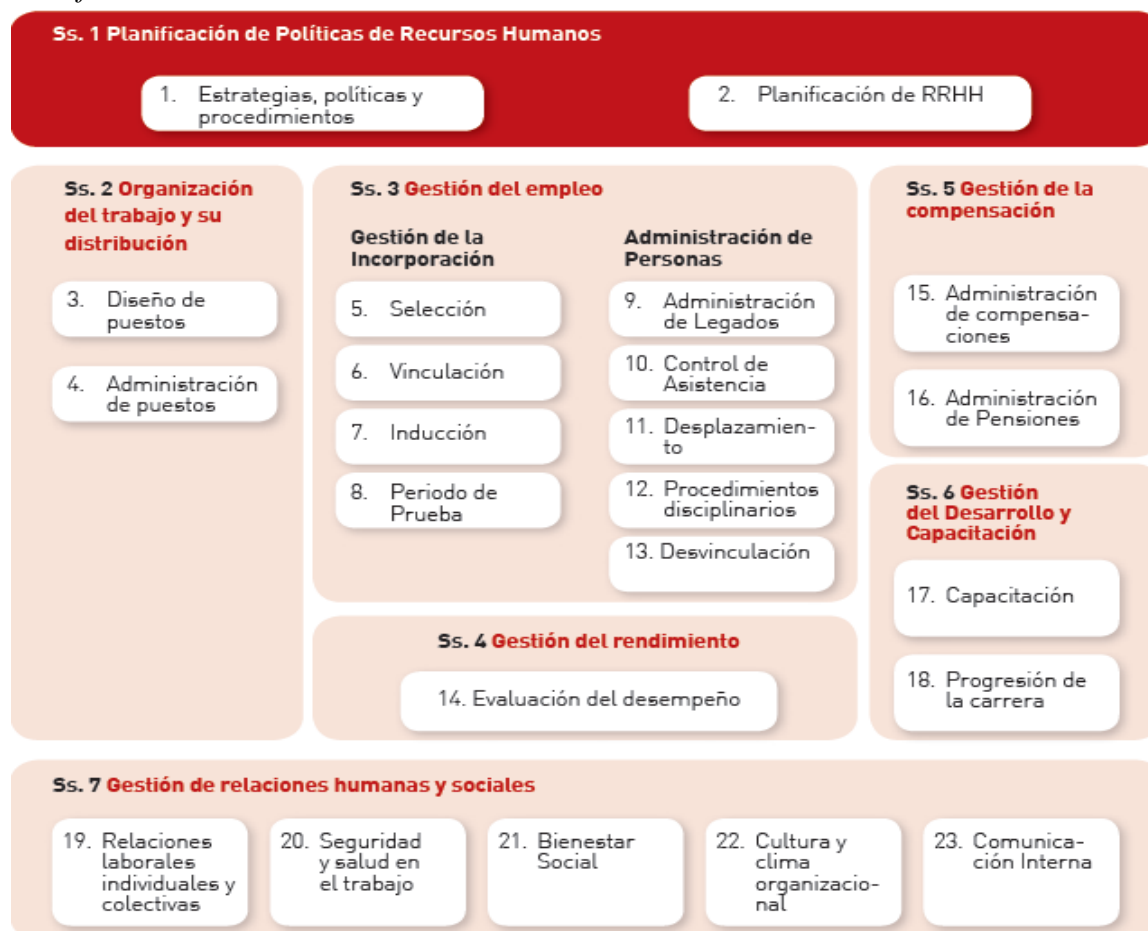 Ss. 1 Planificación de Políticas de Recursos Humanos
1. Estrategias, políticas y
procedimientos
2. Planificación de RRHH
Ss. 2 Organización
del trabajo y su
distribución
3. Diseño de
puestos
4. Administración
de puestos
Ss. 3 Gestión del empleo
Gestión de la
Incorporación
5. Selección
6. Vinculación
7. Inducción
8. Periodo de
Prueba
Administración de
Personas
9. Administración
de Legados
10. Control de
Asistencia
11. Desplazamien-
to
12. Procedimientos
disciplinarios
13. Desvinculación
Ss. 4 Gestión del rendimiento
14. Evaluación del desempeño
Ss. 5 Gestión de la
compensación
15. Administración
de compensa-
ciones
16. Administración
de Pensiones
Ss. 6 Gestión
del Desarrollo y
Capacitación
17. Capacitación
18. Progresión de
la carrera
Ss. 7 Gestión de relaciones humanas y sociales
19. Relaciones
laborales
individuales y
colectivas
20. Seguridad
y salud en
el trabajo
21. Bienestar
Social
22. Cultura y
clima
organizacio-
nal
23. Comunica-
ción Interna